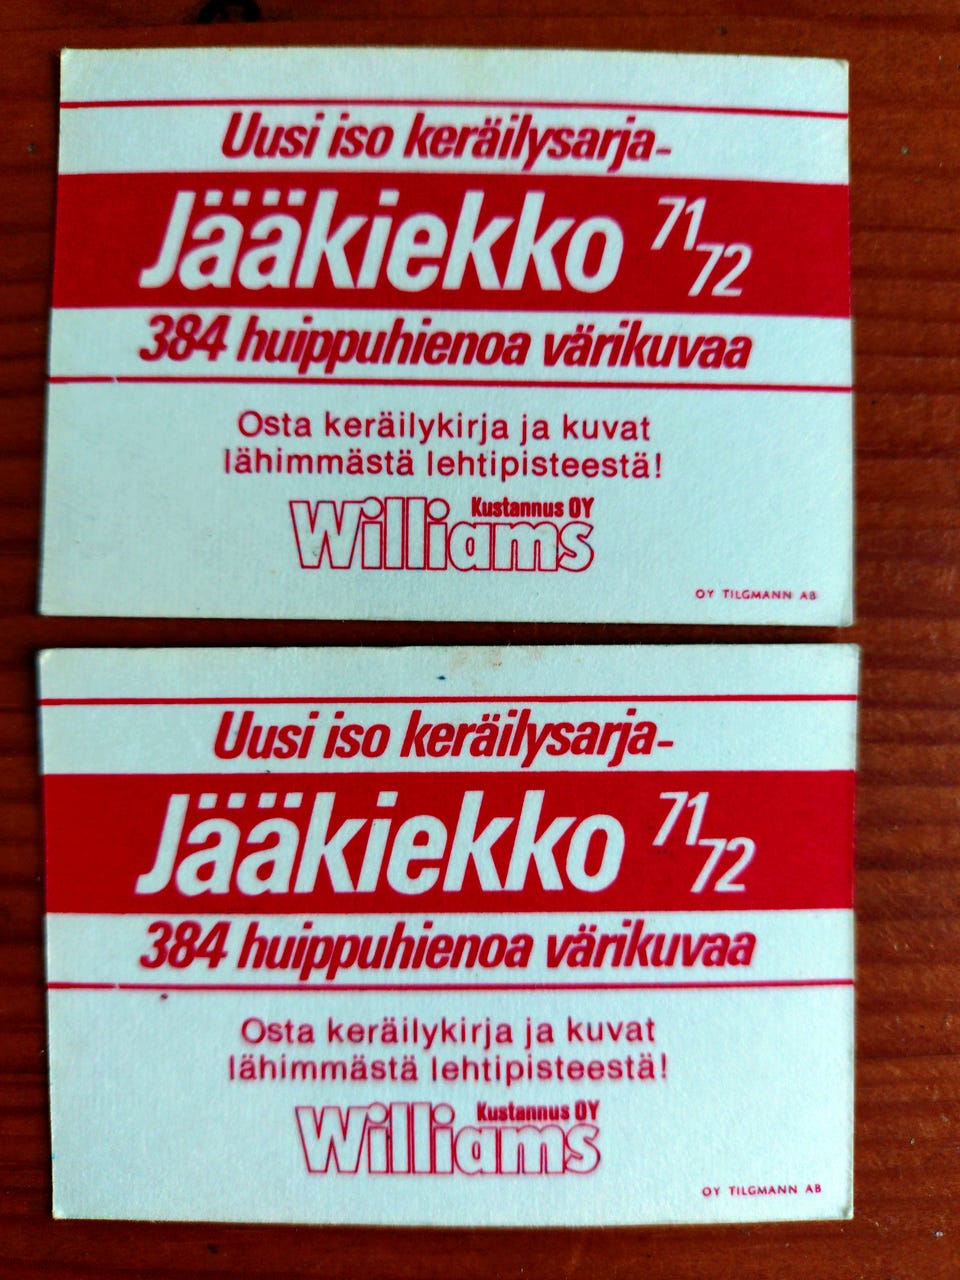 Uusi iso keräilysarja-
Jääkiekko 71
72
384 huippuhienoa värikuvaa
Osta keräilykirja ja kuvat
lähimmästä lehtipisteestä!
Kustannus OY
Williams
OY TILGMANN AB
Uusi iso keräilysarja-
Jääkiekko 71
72
384 huippuhienoa värikuvaa
Osta keräilykirja ja kuvat
lähimmästä lehtipisteestä!
Kustannus OY
Williams
OY TILGMANN AB